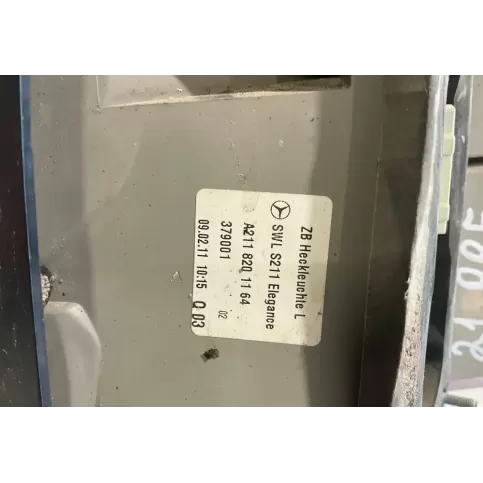 ZB Heckleuchte L
SWL S211 Elegance
A211 820 11 64 02
379001
09.02.11 10:15 Q 03